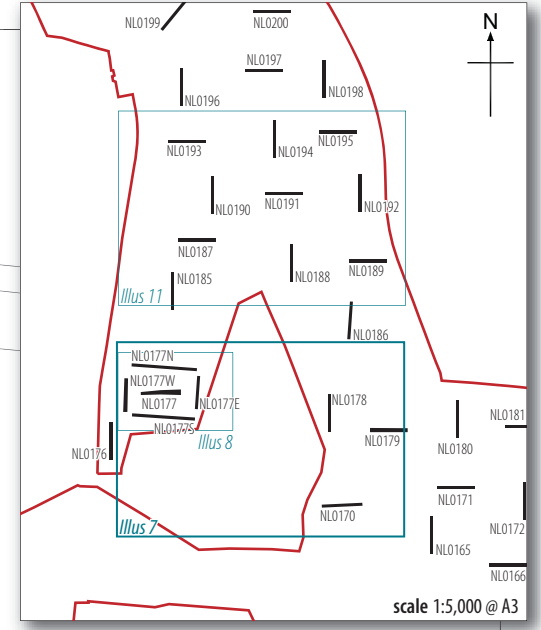 NL0199
NL0200
N
NL0197
NL0196
NL0198
NL0193
NL0194
NL0195
NL0190
NL0191
NL0192
NL0187
NL0185
NL0188
NL0189
Illus 11
NL0186
NL0177N
NL0177W
NL0177
NL0177E
NL0177S
NL0178
NL0176
Illus 8
NL0179
NL0180
NL0181
NL0171
NL0170
NL0172
Illus 7
NL0165
NL0166
scale 1:5,000 @ A3